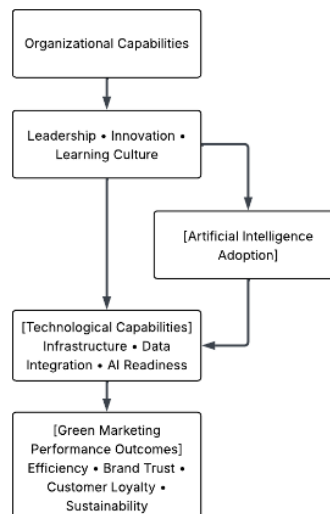 Organizational Capabilities
Leadership • Innovation •
Learning Culture
[Artificial Intelligence
Adoption]
[Technological Capabilities]
Infrastructure • Data
Integration • AI Readiness
[Green Marketing
Performance Outcomes]
Efficiency • Brand Trust •
Customer Loyalty •
Sustainability